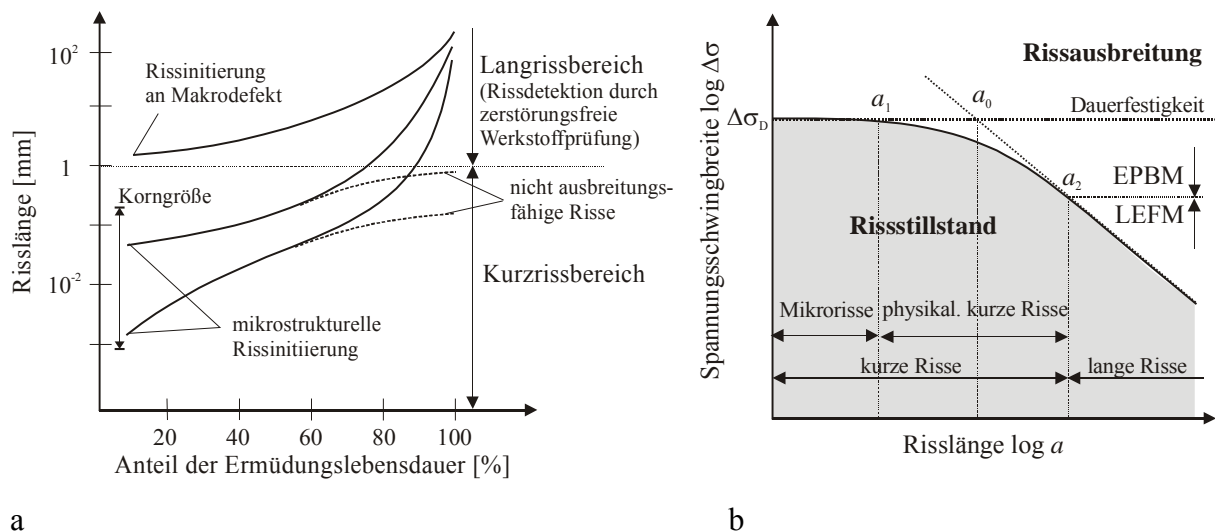 Risslänge [mm]
10²
1
10⁻²
Rissinitierung
an Makrodefekt
Langrissbereich
(Rissdetektion durch
zerstörungsfreie
Werkstoffprüfung)
Korngröße
nicht ausbreitungs-
fähige Risse
Kurzrissbereich
mikrostrukturelle
Rissinitiierung
20 40 60 80 100
Anteil der Ermüdungslebensdauer [%]
a
Spannungsschwingbreite log Δσ
Rissausbreitung
a₁ a₀
Dauerfestigkeit
Δσ_D
a₂
EPBM
LEFM
Rissstillstand
Mikrorisse physikal. kurze Risse
kurze Risse lange Risse
Risslänge log a
b